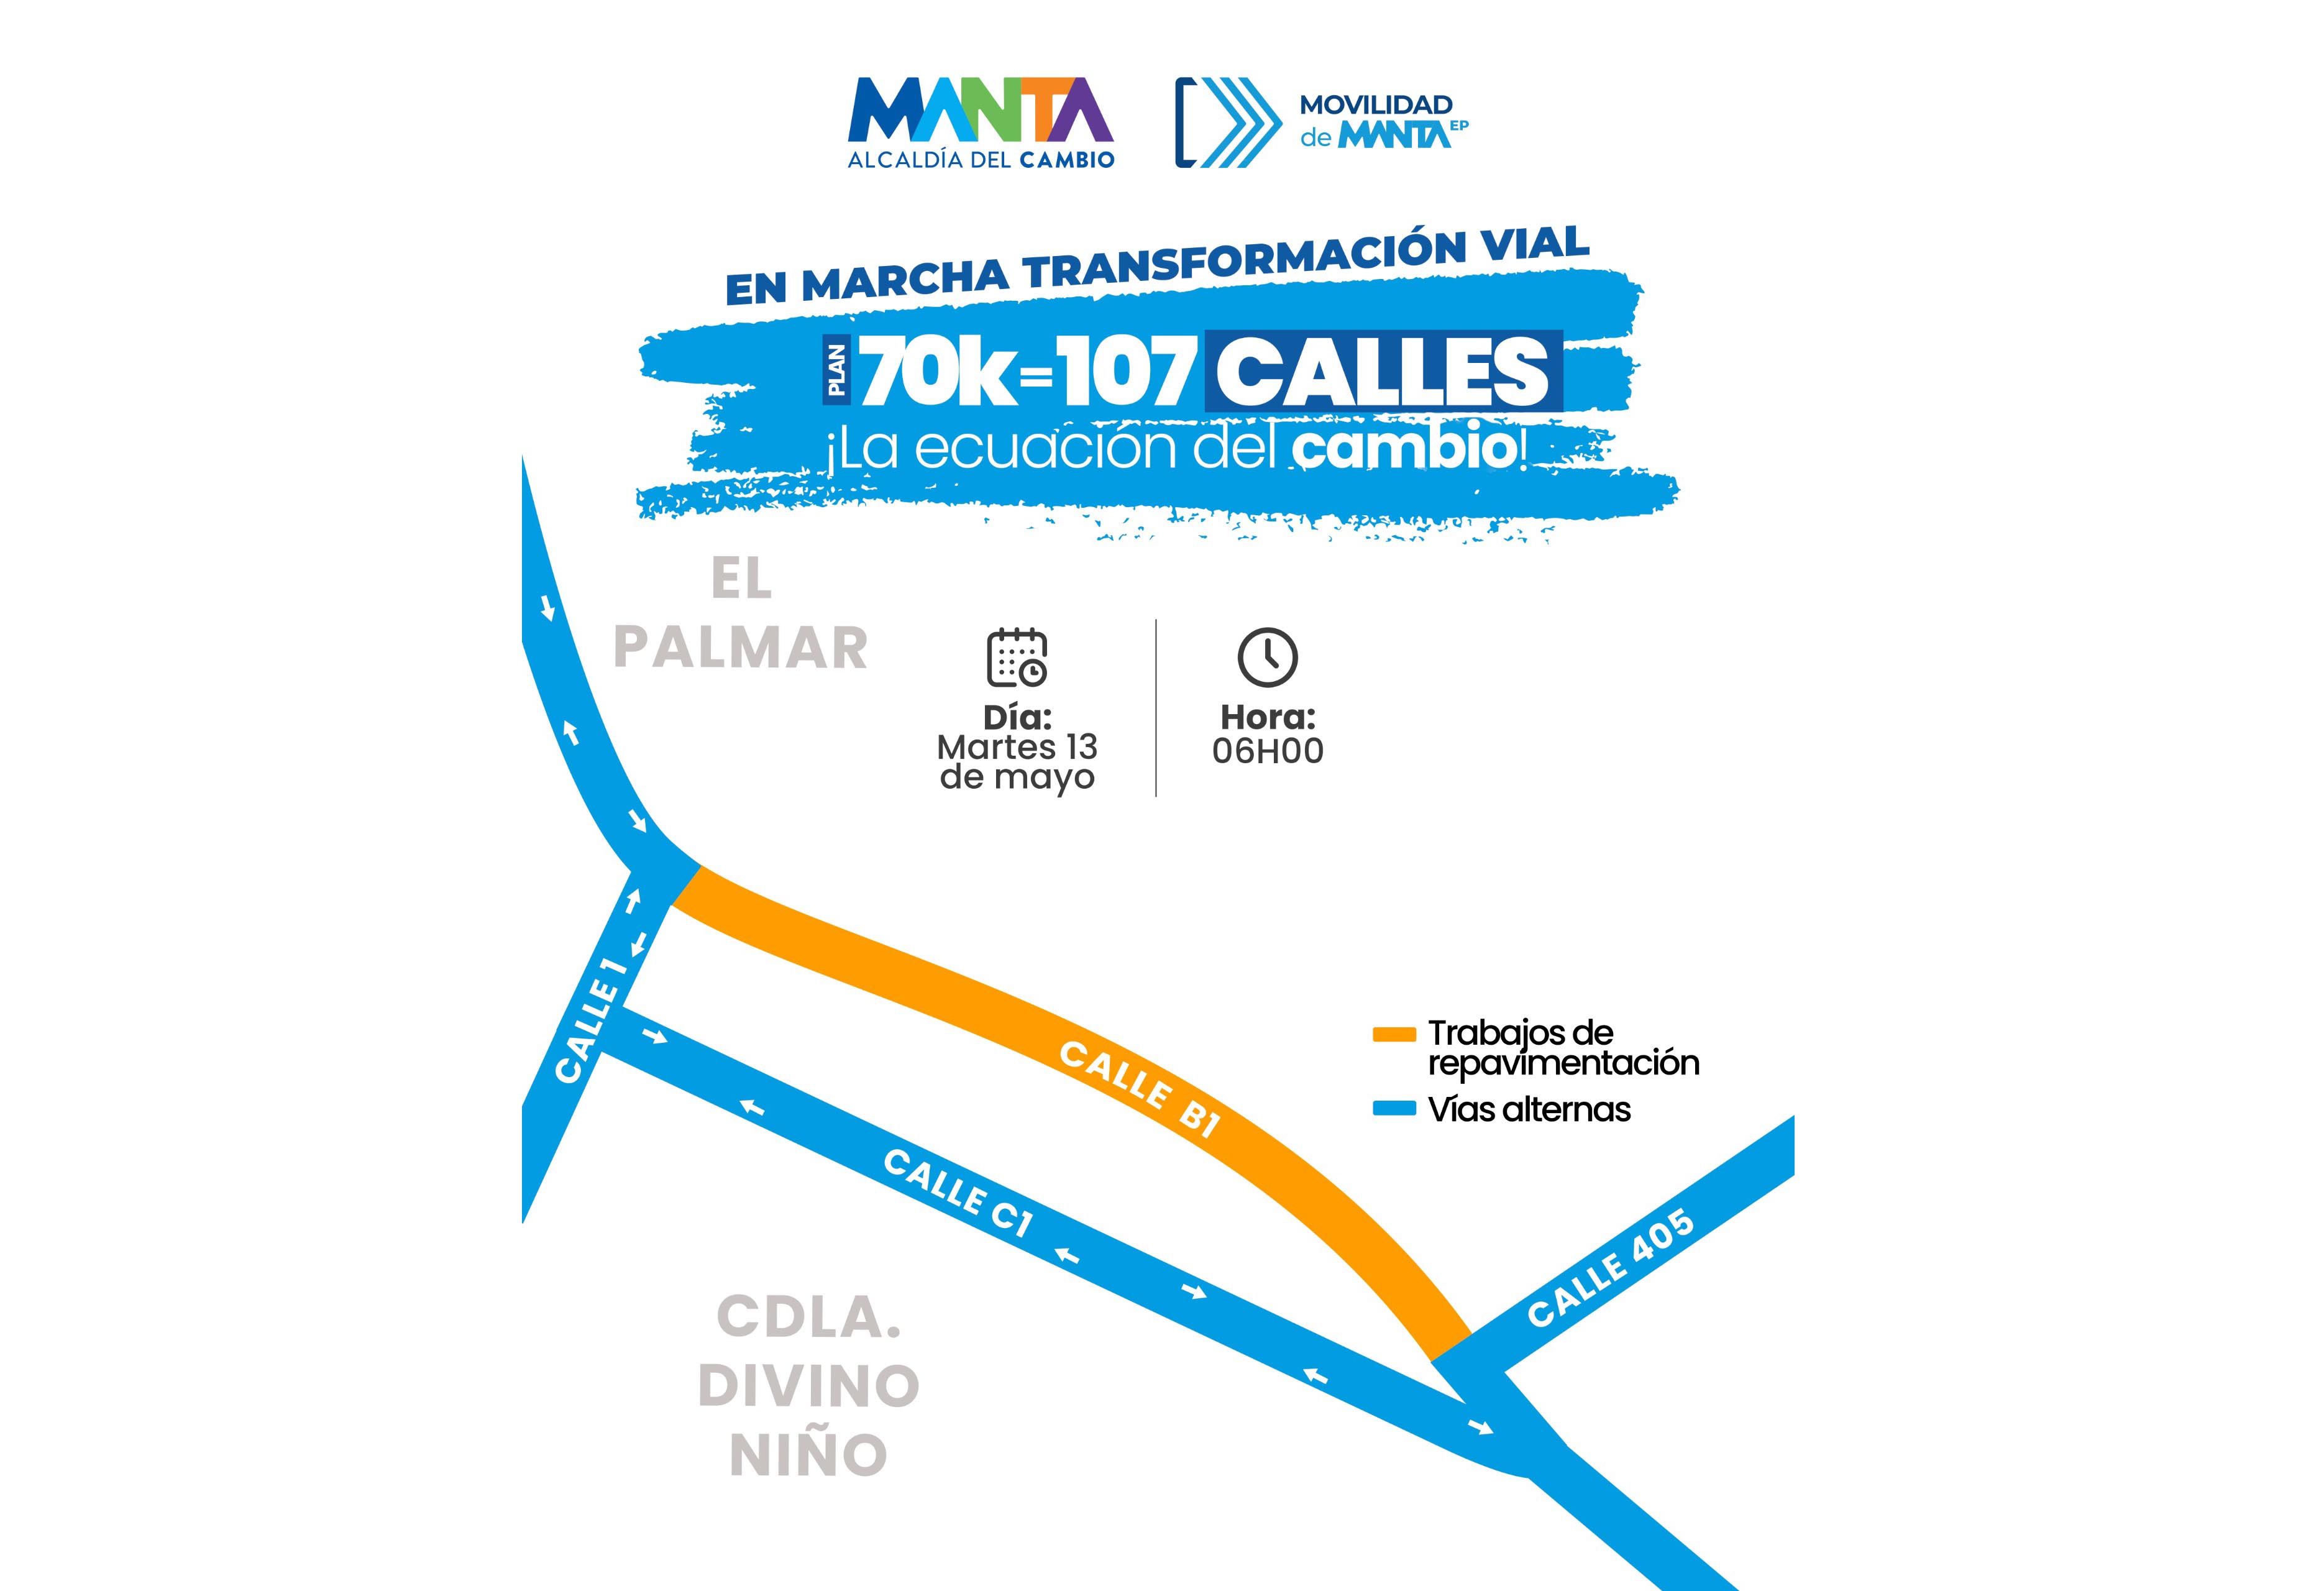 MANTA
ALCALDÍA DEL CAMBIO
MOVILIDAD
de MANTA EP
EN MARCHA TRANSFORMACIÓN VIAL
PLAN 70k=107 CALLES
¡La ecuación del cambio!
EL
PALMAR
Día:
Martes 13
de mayo
Hora:
06H00
CALLE 1
CALLE B1
Trabajos de
repavimentación
Vías alternas
CALLE C1
CALLE 405
CDLA.
DIVINO
NIÑO